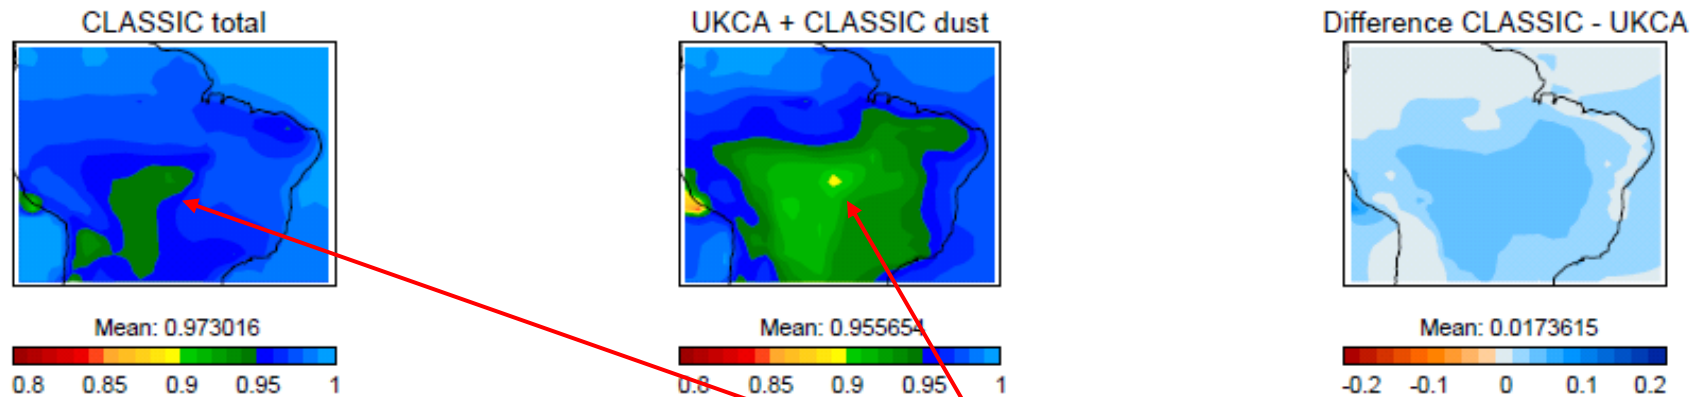 CLASSIC total
UKCA + CLASSIC dust
Difference CLASSIC - UKCA
Mean: 0.973016
Mean: 0.955654
Mean: 0.0173615
0.8 0.85 0.9 0.95 1
0.8 0.85 0.9 0.95 1
-0.2 -0.1 0 0.1 0.2